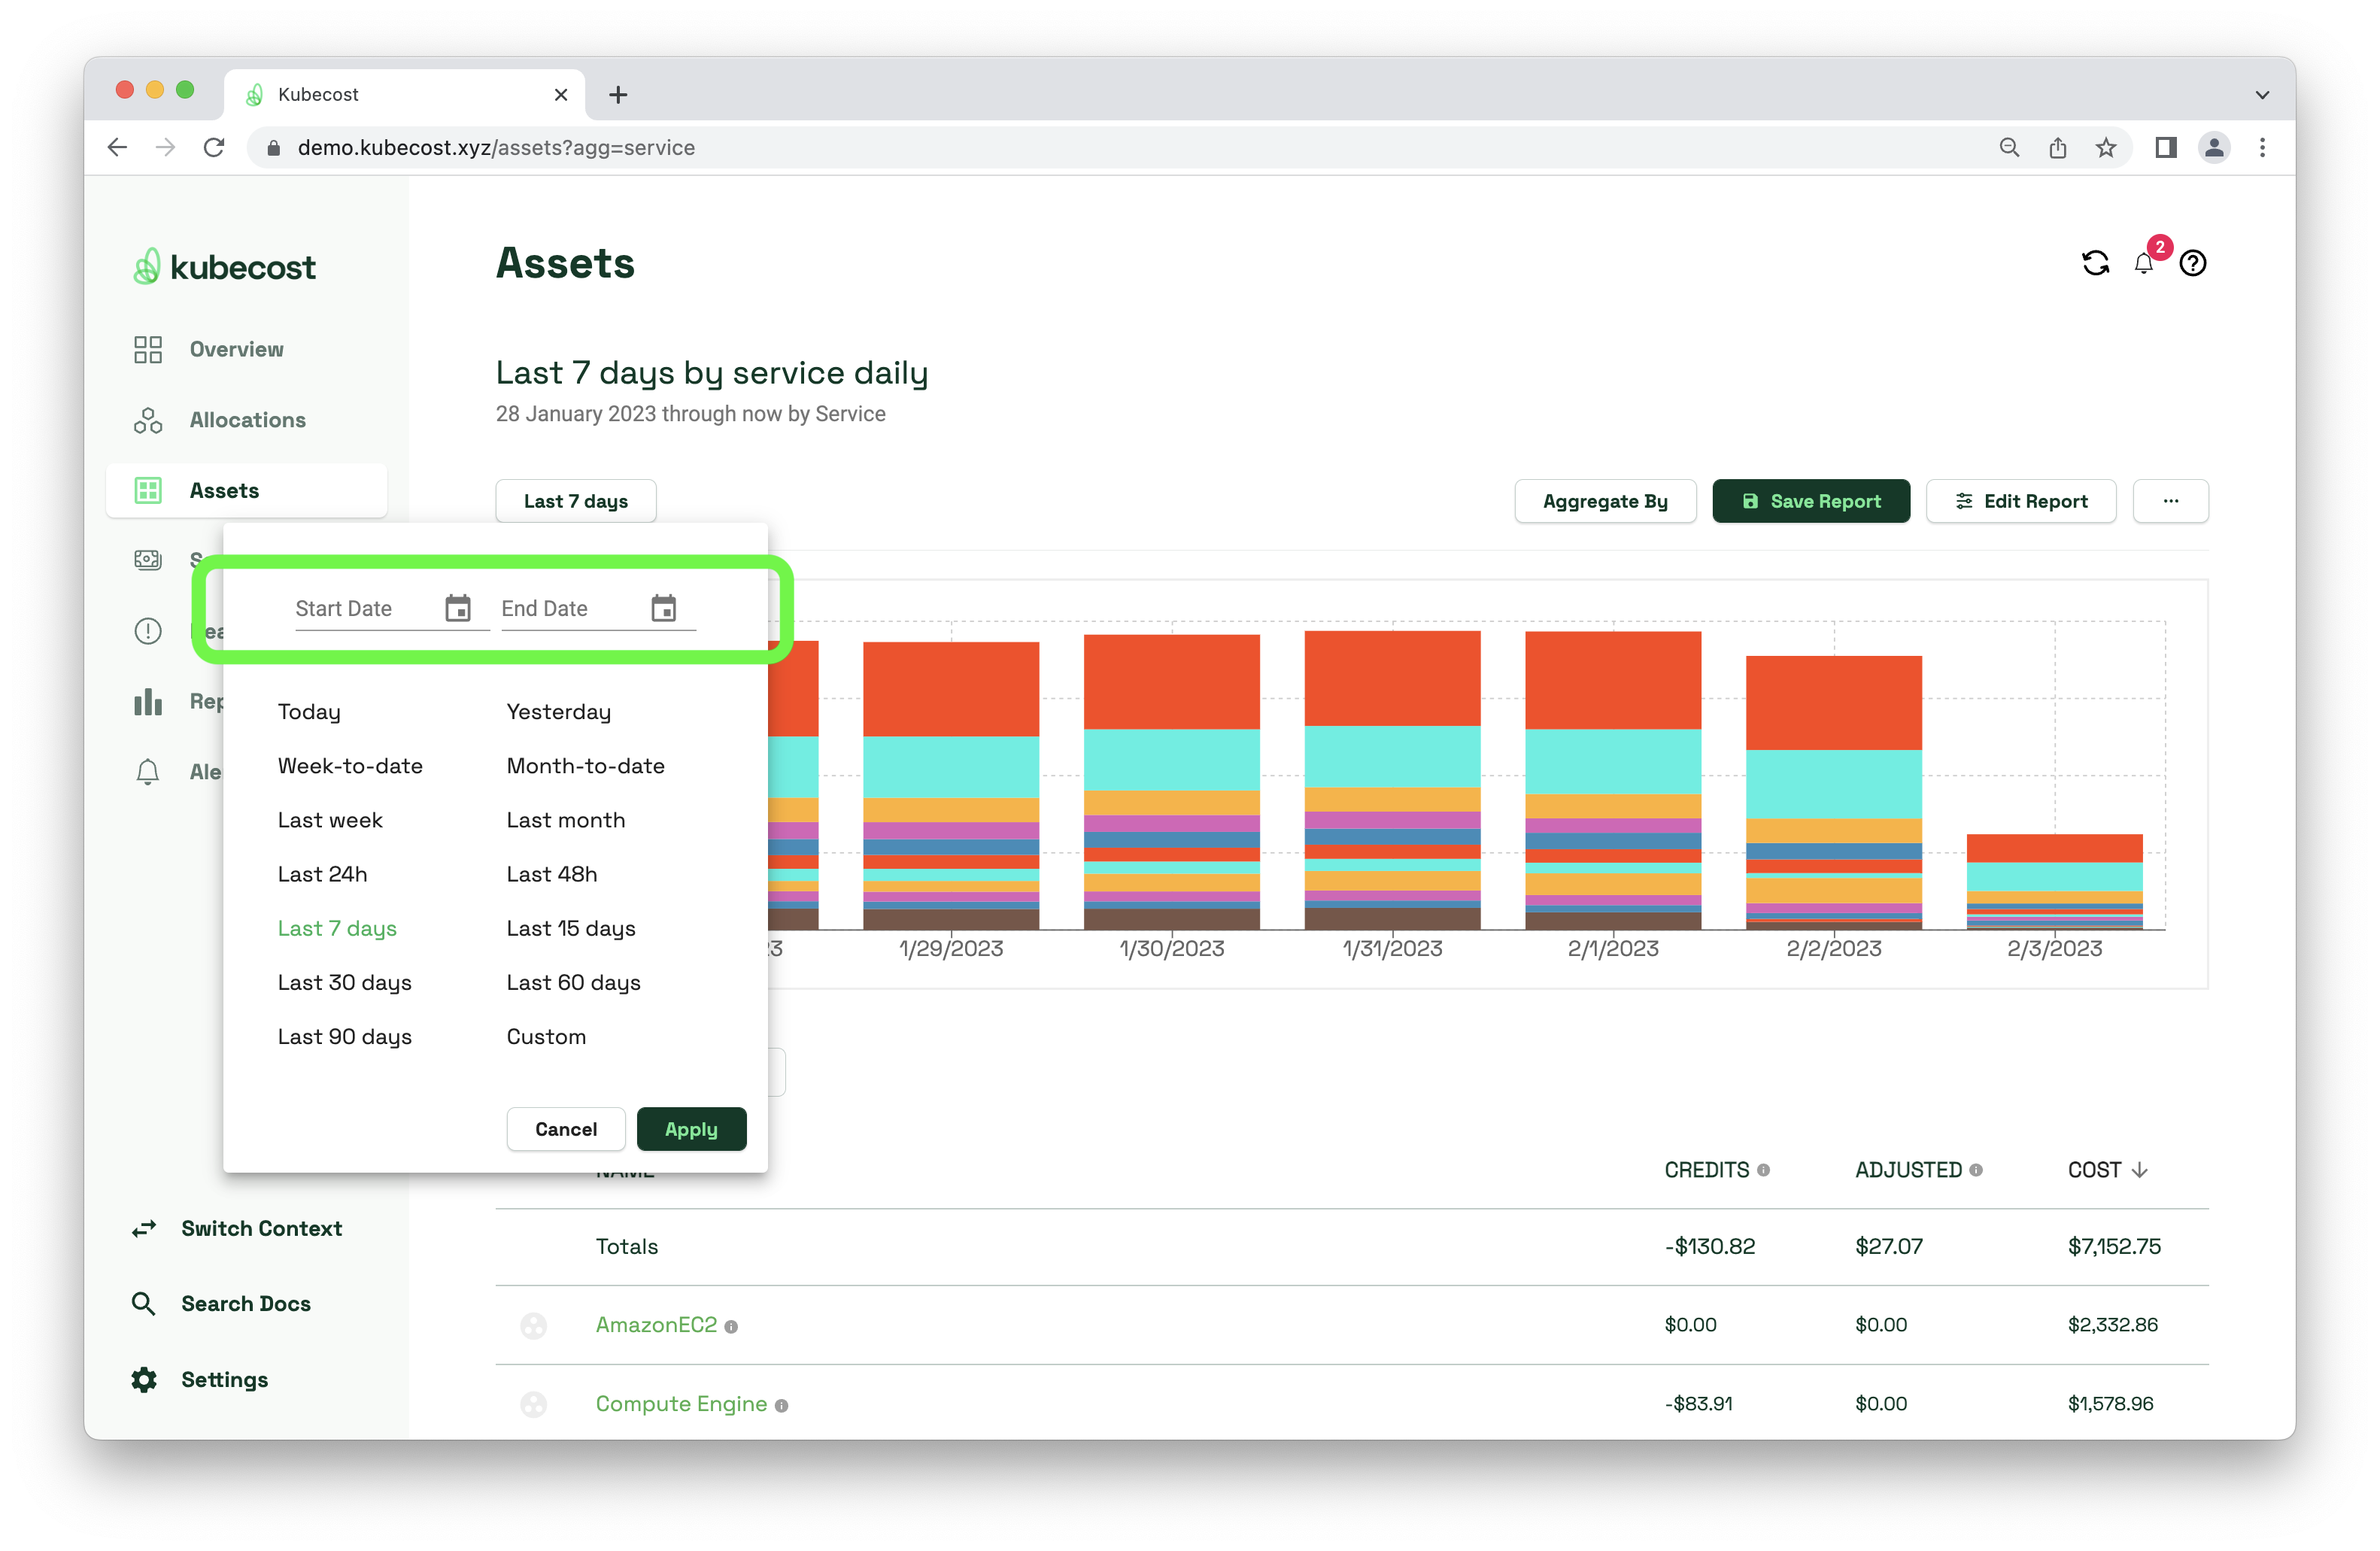 Kubecost
demo.kubecost.xyz/assets?agg=service
kubecost
Assets
2
Overview
Allocations
Assets
Last 7 days by service daily
28 January 2023 through now by Service
Last 7 days
Aggregate By
Save Report
Edit Report
...
Start Date
End Date
Today
Yesterday
Week-to-date
Month-to-date
Last week
Last month
Last 24h
Last 48h
Last 7 days
Last 15 days
Last 30 days
Last 60 days
Last 90 days
Custom
Cancel
Apply
Rep
Ale
1/29/2023
1/30/2023
1/31/2023
2/1/2023
2/2/2023
2/3/2023
NAME
CREDITS
ADJUSTED
COST
Totals
-$130.82
$27.07
$7,152.75
AmazonEC2
$0.00
$0.00
$2,332.86
Compute Engine
-$83.91
$0.00
$1,578.96
Switch Context
Search Docs
Settings